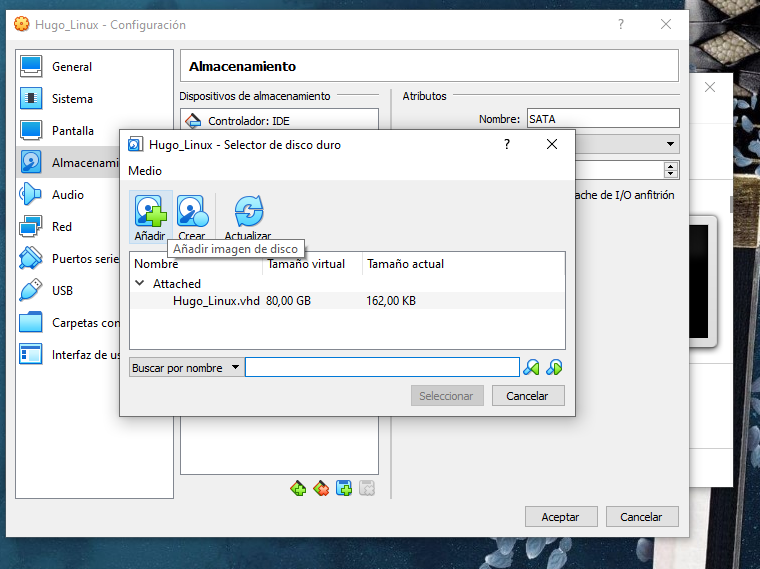 Hugo_Linux - Configuración
?
General
Sistema
Pantalla
Almacenami
Audio
Red
Puertos serie
USB
Carpetas con
Interfaz de us
Almacenamiento
Dispositivos de almacenamiento
Controlador: IDE
Atributos
Nombre: SATA
ache de I/O anfitrión
Hugo_Linux - Selector de disco duro
?
Medio
Añadir Crear Actualizar
Añadir imagen de disco
Nombre Tamaño virtual Tamaño actual
Attached
Hugo_Linux.vhd 80,00 GB 162,00 KB
Buscar por nombre
Seleccionar Cancelar
Aceptar Cancelar